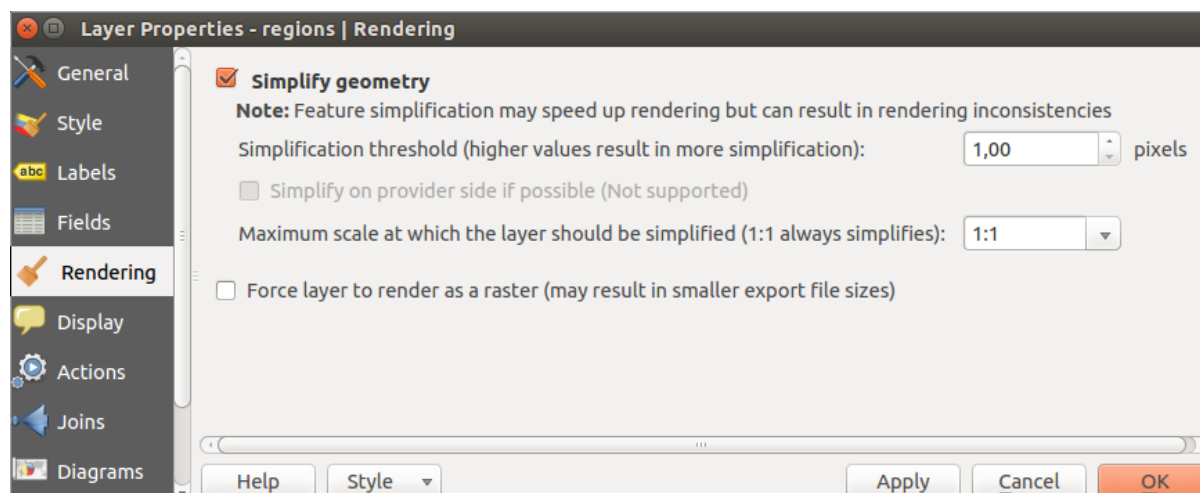 Layer Properties - regions | Rendering
General
Style
abc Labels
Fields
Rendering
Display
Actions
Joins
Diagrams
Simplify geometry
Note: Feature simplification may speed up rendering but can result in rendering inconsistencies
Simplification threshold (higher values result in more simplification): 1,00 pixels
Simplify on provider side if possible (Not supported)
Maximum scale at which the layer should be simplified (1:1 always simplifies): 1:1
Force layer to render as a raster (may result in smaller export file sizes)
Help Style Apply Cancel OK